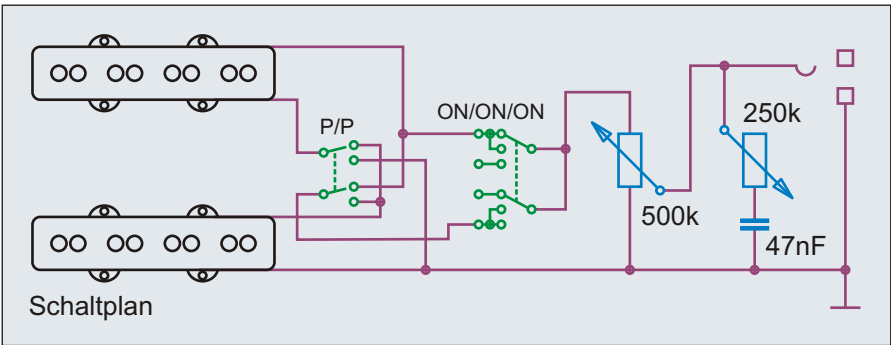 P/P
ON/ON/ON
250k
500k
47nF
Schaltplan